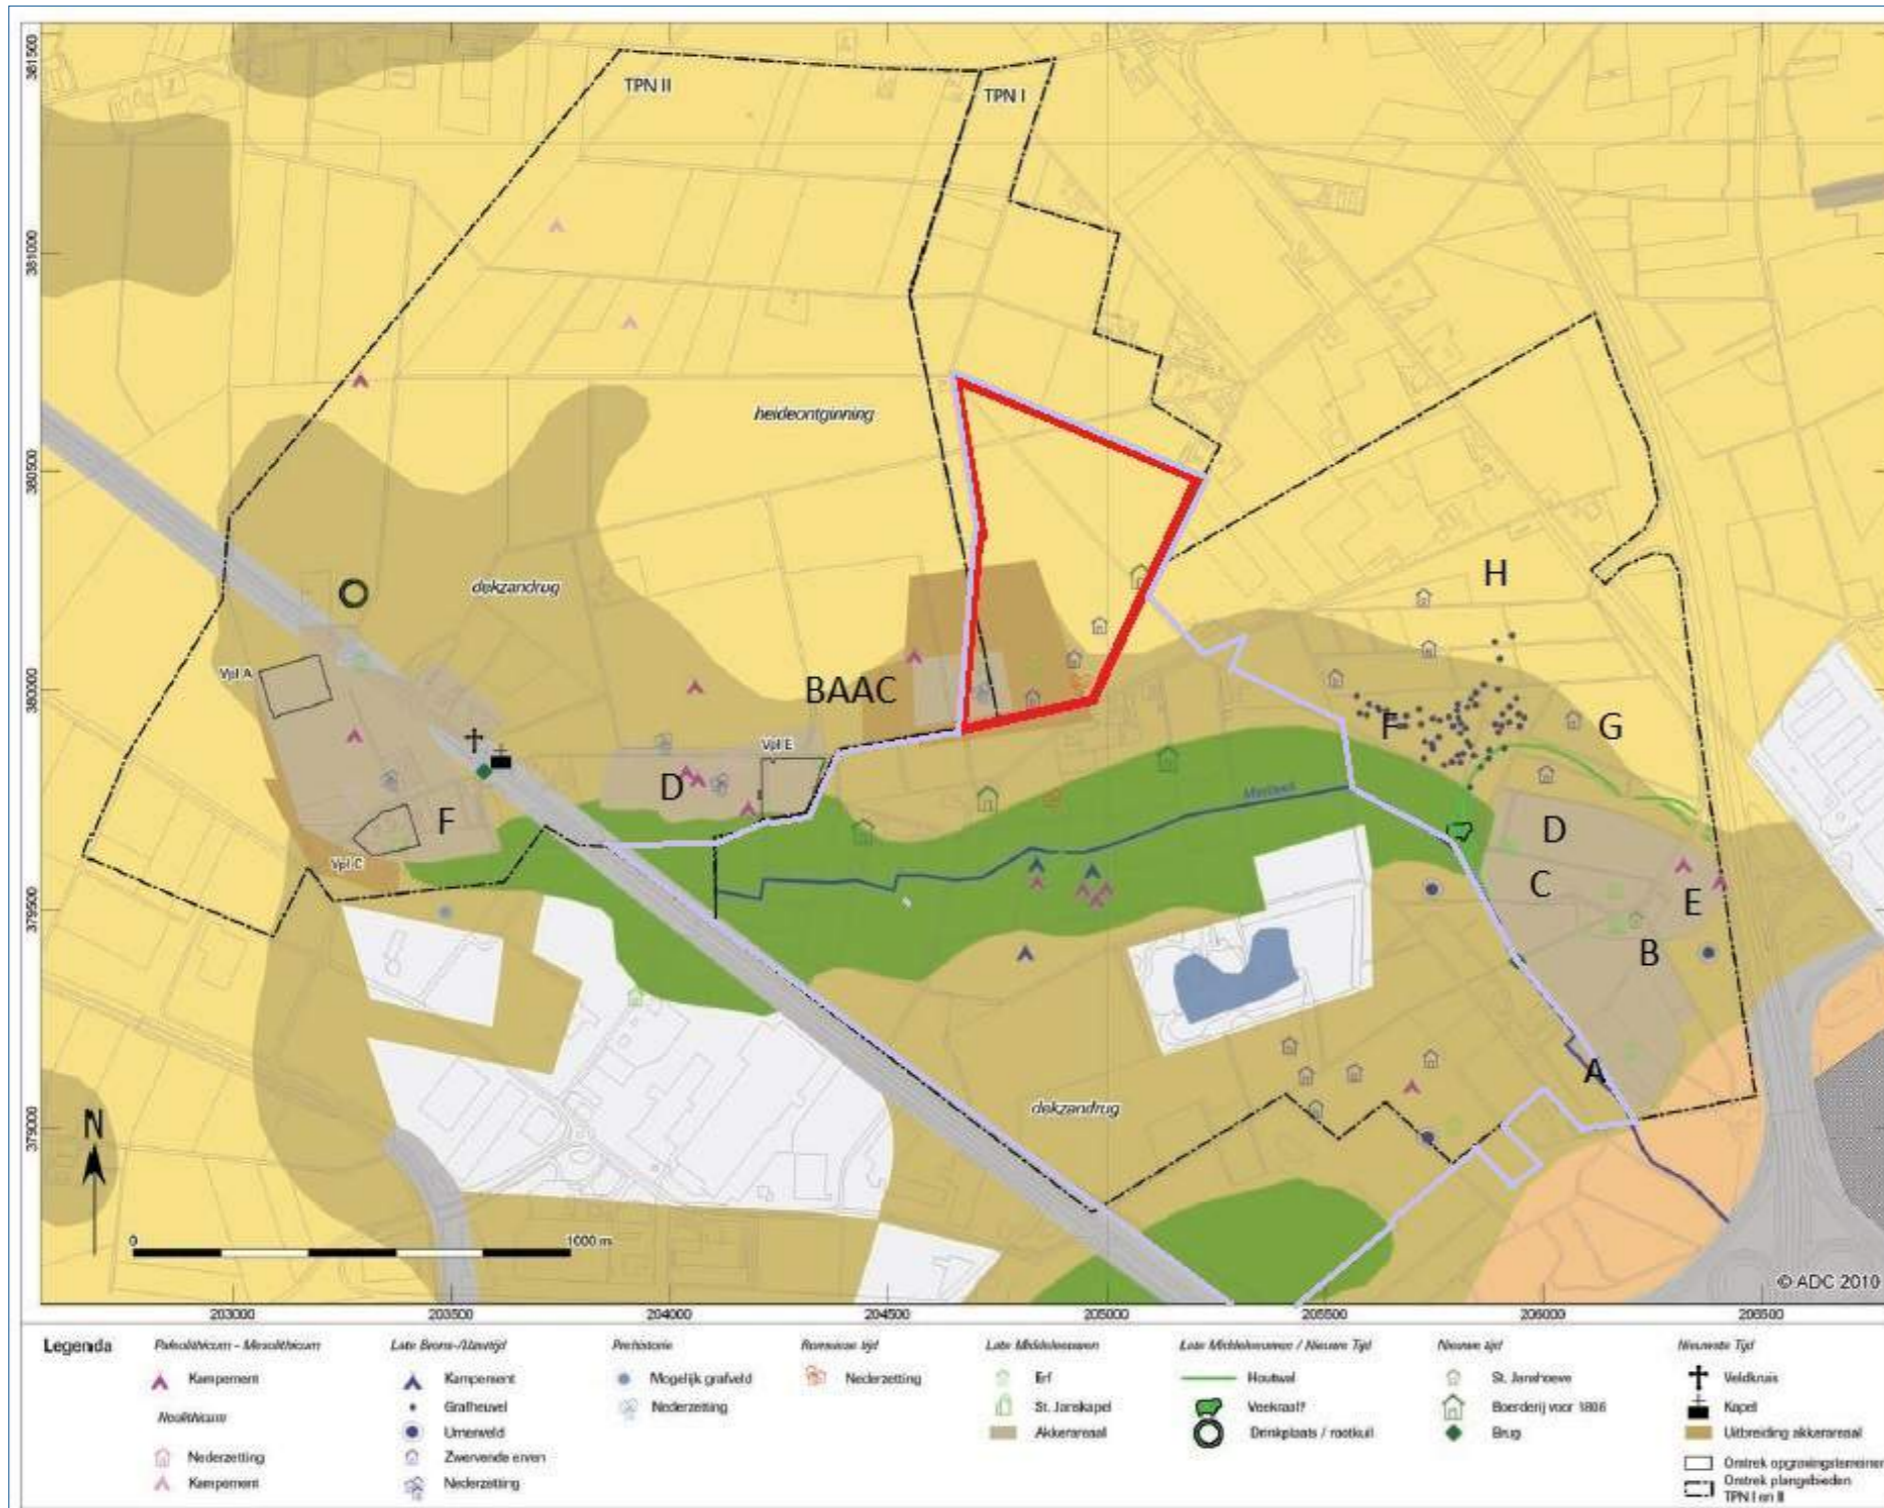 TPN II
TPN I
381500
381000
380500
380000
379500
379000
heideontginning
dekzandrug
H
Vpl A
BAAC
F
G
Vpl E
D
F
D
Vpl C
C
E
B
A
dekzandrug
N
0
1000 m
© ADC 2010
203000
203500
204000
204500
205000
205500
206000
206500
Legenda
Paleolithicum - Mesolithicum
Kampement
Neolithicum
Nederzetting
Kampement
Late Brons-/IJzertijd
Kampement
Grafheuvel
Urnenveld
Zwervende erven
Nederzetting
Prehistorie
Mogelijk grafveld
Nederzetting
Romeinse tijd
Nederzetting
Late Middeleeuwen
Erf
St. Janskapel
Akkerareaal
Late Middeleeuwen / Nieuwe Tijd
Houtwal
Veekraal?
Drinkplaats / rootkuil
Nieuwe tijd
St. Janshoeve
Boerderij voor 1806
Brug
Nieuwste Tijd
Veldkruis
Kapel
Uitbreiding akkerareaal
Omtrek opgravingsterreinen
Omtrek plangebieden
TPN I en II